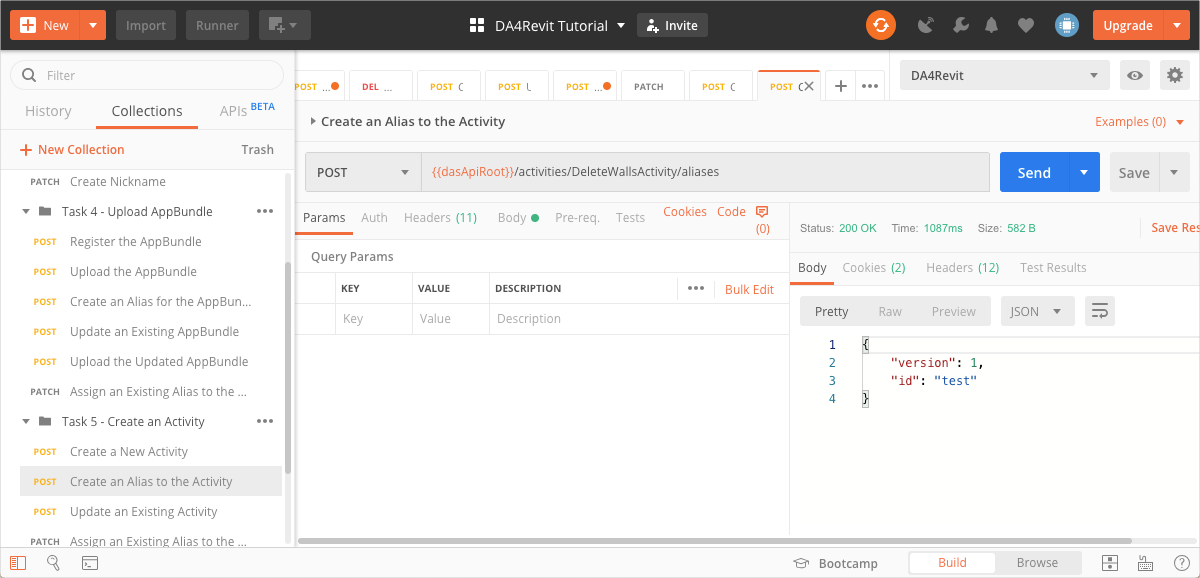 New Import Runner DA4Revit Tutorial Invite Upgrade
Filter
History Collections APIs BETA
New Collection Trash
PATCH Create Nickname
Task 4 - Upload AppBundle
POST Register the AppBundle
POST Upload the AppBundle
POST Create an Alias for the AppBun...
POST Update an Existing AppBundle
POST Upload the Updated AppBundle
PATCH Assign an Existing Alias to the ...
Task 5 - Create an Activity
POST Create a New Activity
POST Create an Alias to the Activity
POST Update an Existing Activity
PATCH Assign an Existing Alias to the ...
POST ... DEL ... POST C POST POST ... PATCH POST C POST C
DA4Revit
Create an Alias to the Activity Examples (0)
POST {{dasApiRoot}}/activities/DeleteWallsActivity/aliases Send Save
Params Auth Headers (11) Body Pre-req. Tests Cookies Code (0)
Query Params
KEY VALUE DESCRIPTION ••• Bulk Edit
Key Value Description
Status: 200 OK Time: 1087ms Size: 582 B Save Res
Body Cookies (2) Headers (12) Test Results
Pretty Raw Preview JSON
1 {
2 "version": 1,
3 "id": "test"
4 }
Bootcamp Build Browse